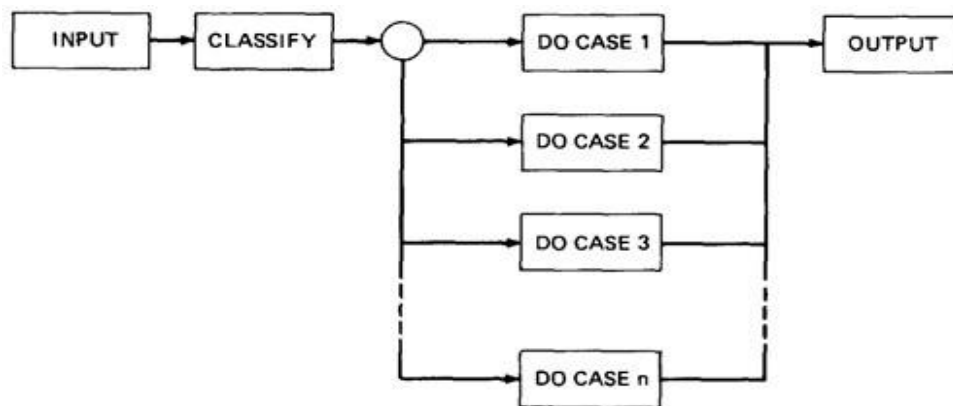 INPUT
CLASSIFY
DO CASE 1
OUTPUT
DO CASE 2
DO CASE 3
DO CASE n